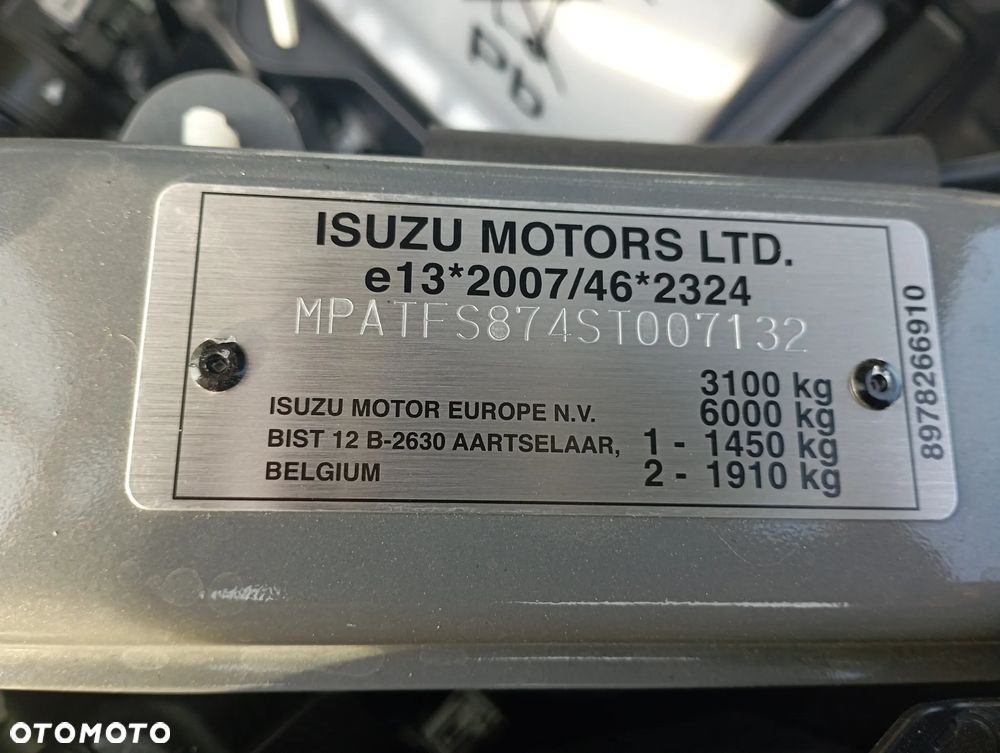 ISUZU MOTORS LTD.
e13*2007/46*2324
MPATFS874ST007132
3100 kg
ISUZU MOTOR EUROPE N.V. 6000 kg
BIST 12 B-2630 AARTSELAAR, 1 - 1450 kg
BELGIUM 2 - 1910 kg
8978266910
OTOMOTO